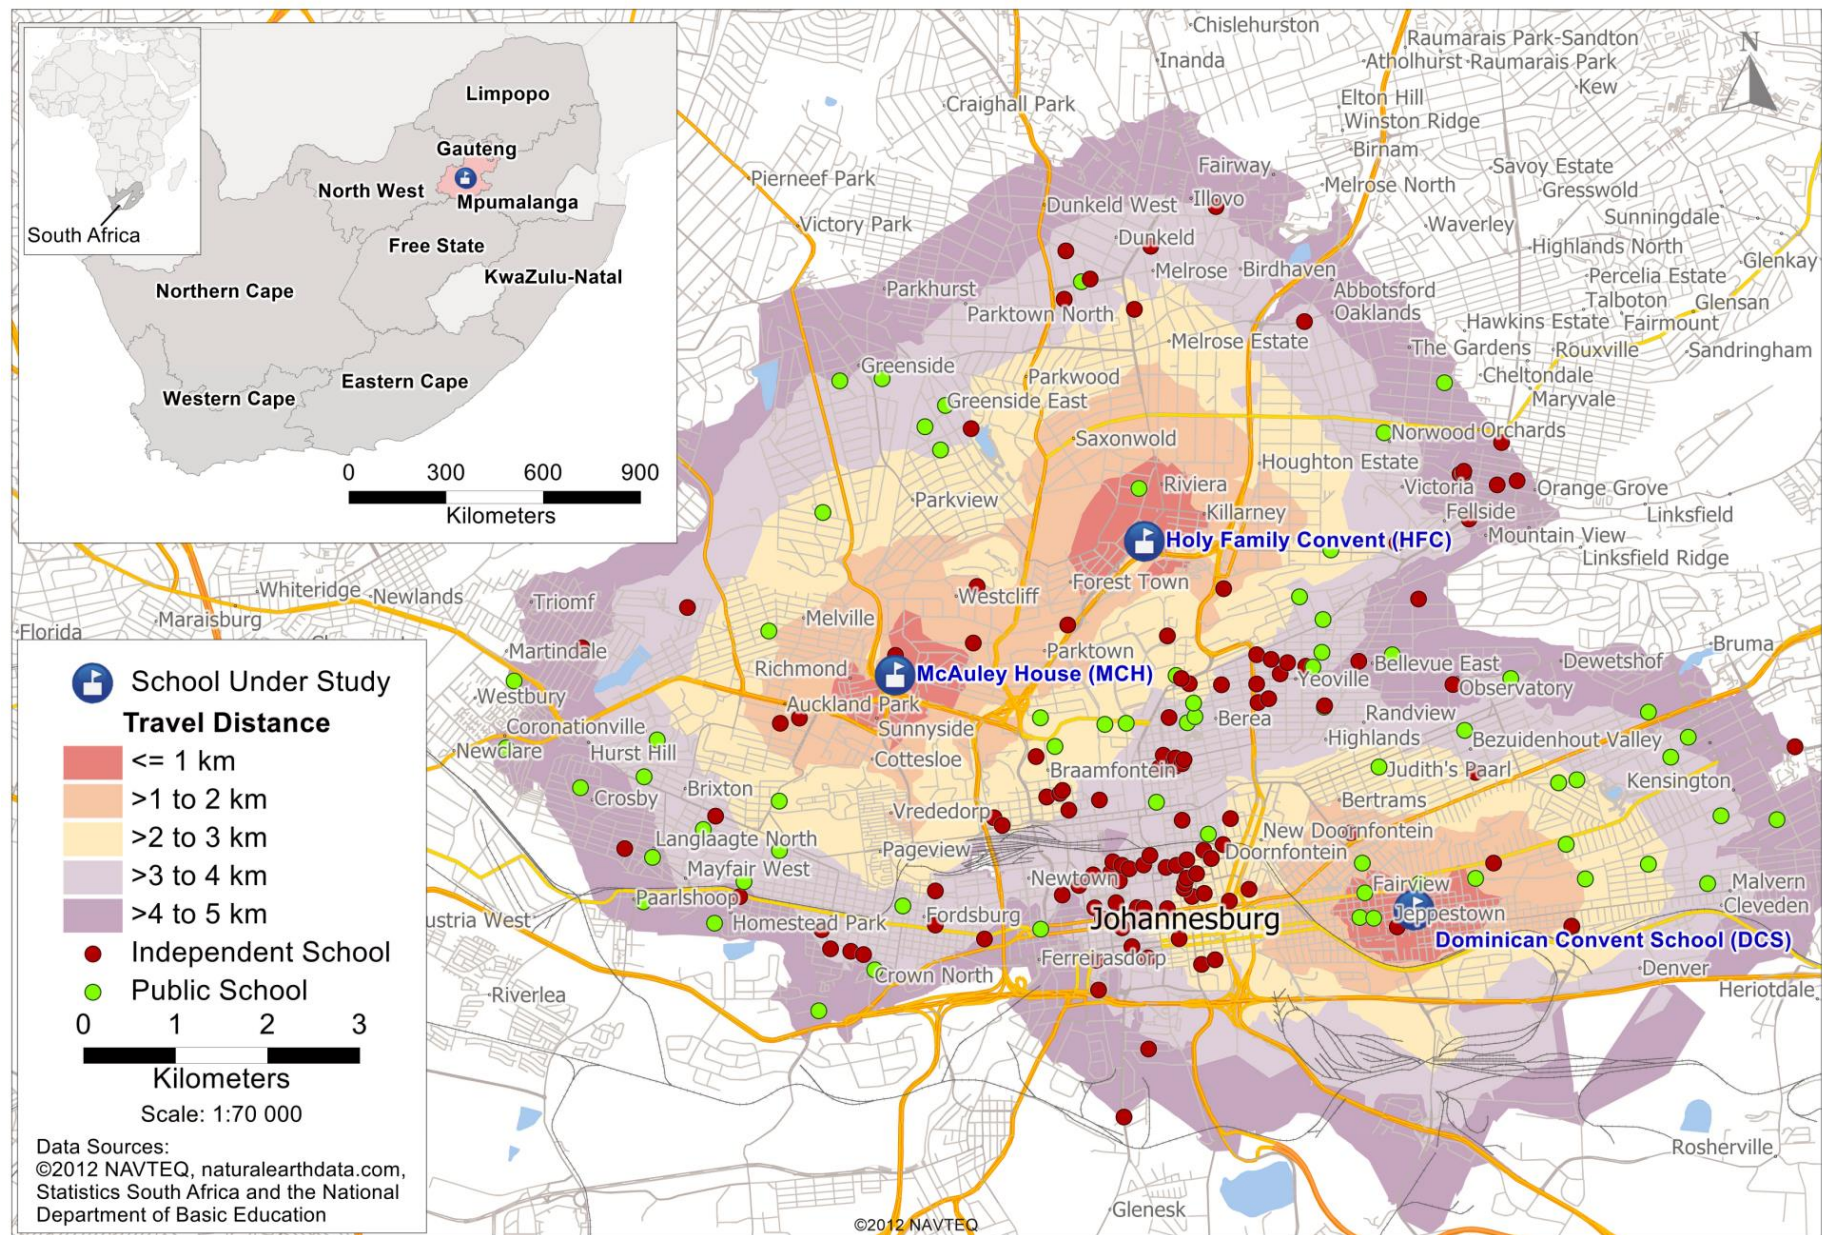 South Africa
Limpopo
Gauteng
North West
Mpumalanga
Free State
KwaZulu-Natal
Northern Cape
Eastern Cape
Western Cape
0 300 600 900
Kilometers
N
Chislehurston
Raumarais Park-Sandton
Inanda
Atholhurst
Raumarais Park
Kew
Craighall Park
Elton Hill
Winston Ridge
Birnam
Fairway
Savoy Estate
Pierneef Park
Melrose North
Gresswold
Dunkeld West
Illovo
Sunningdale
Victory Park
Waverley
Dunkeld
Highlands North
Glenkay
Melrose
Birdhaven
Percelia Estate
Parkhurst
Abbotsford
Talboton
Glensan
Parktown North
Oaklands
Hawkins Estate
Fairmount
Melrose Estate
The Gardens
Rouxville
Sandringham
Greenside
Parkwood
Cheltondale
Greenside East
Maryvale
Saxonwold
Norwood
Orchards
Houghton Estate
Parkview
Riviera
Victoria
Orange Grove
Killarney
Fellside
Linksfield
Holy Family Convent (HFC)
Mountain View
Linksfield Ridge
Forest Town
Whiteridge
Newlands
Triomf
Westcliff
Maraisburg
Melville
Florida
Martindale
Parktown
Bruma
Richmond
McAuley House (MCH)
Yeoville
Bellevue East
Dewetshof
Westbury
Observatory
Auckland Park
Coronationville
Sunnyside
Berea
Randview
Newclare
Hurst Hill
Highlands
Bezuidenhout Valley
Cottesloe
Braamfontein
Judith's Paarl
Kensington
Crosby
Brixton
Bertrams
Vrededorp
Langlaagte North
New Doornfontein
Pageview
Doornfontein
Mayfair West
Newtown
Fairview
Malvern
Paarlshoop
Cleveden
Johannesburg
Jeppestown
ustria West
Homestead Park
Fordsburg
Dominican Convent School (DCS)
Ferreirasdorp
Crown North
Denver
Riverlea
Heriotdale
Rosherville
Glenesk
©2012 NAVTEQ
School Under Study
Travel Distance
<= 1 km
>1 to 2 km
>2 to 3 km
>3 to 4 km
>4 to 5 km
Independent School
Public School
0 1 2 3
Kilometers
Scale: 1:70 000
Data Sources:
©2012 NAVTEQ, naturalearthdata.com,
Statistics South Africa and the National
Department of Basic Education